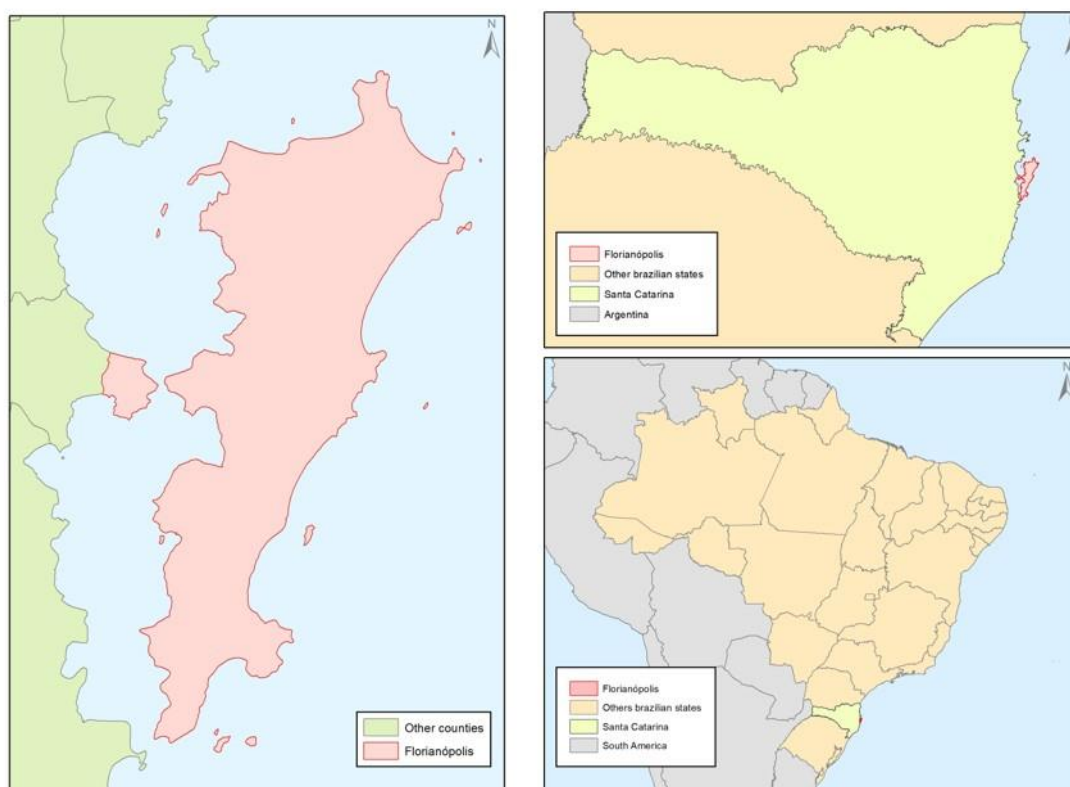 N
Other counties
Florianópolis
Florianópolis
Other brazilian states
Santa Catarina
Argentina
N
Florianópolis
Others brazilian states
Santa Catarina
South America